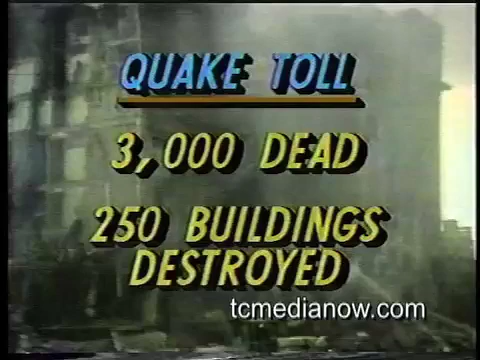 QUAKE TOLL
3,000 DEAD
250 BUILDINGS
DESTROYED
tcmedianow.com